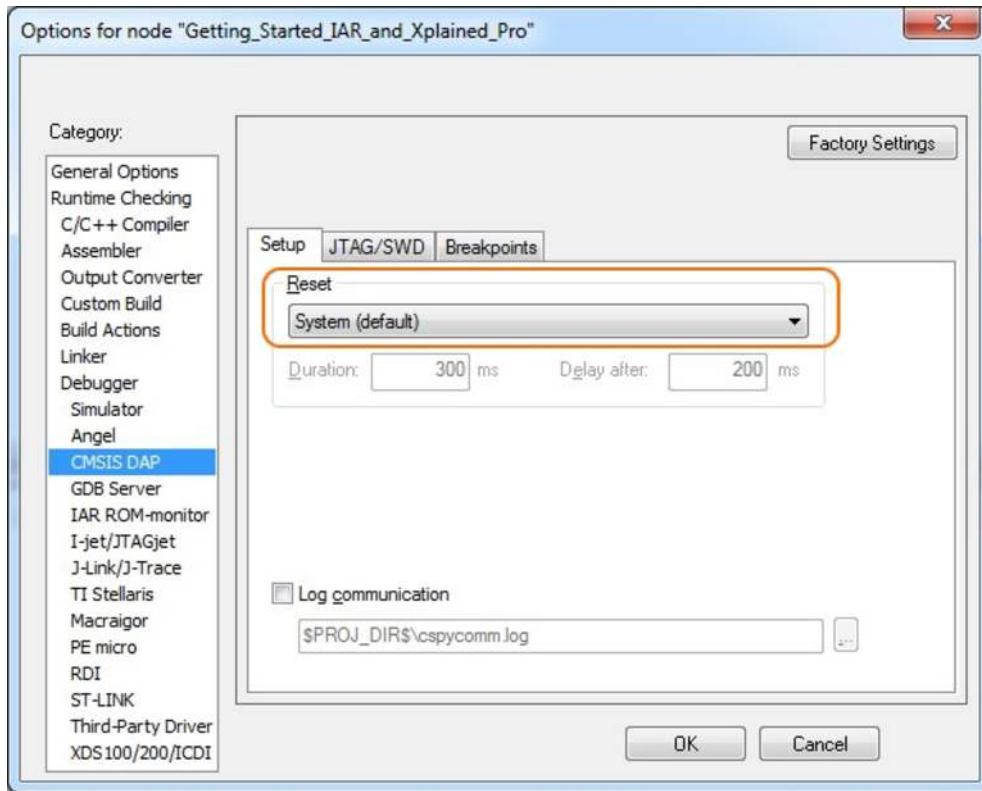 Options for node "Getting_Started_IAR_and_Xplained_Pro"
Category:
General Options
Runtime Checking
C/C++ Compiler
Assembler
Output Converter
Custom Build
Build Actions
Linker
Debugger
Simulator
Angel
CMSIS DAP
GDB Server
IAR ROM-monitor
I-jet/JTAGjet
J-Link/J-Trace
TI Stellaris
Macraigor
PE micro
RDI
ST-LINK
Third-Party Driver
XDS100/200/ICDI
Factory Settings
Setup JTAG/SWD Breakpoints
Reset
System (default)
Duration: 300 ms Delay after: 200 ms
Log communication
$PROJ_DIR$\cspycomm.log ...
OK Cancel